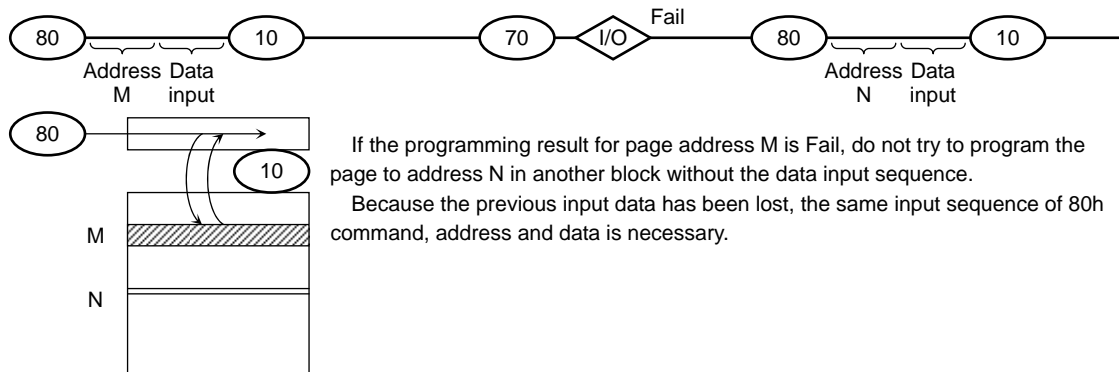 Fail
80 10 70 I/O 80 10
Address Data Address Data
M input N input
80
If the programming result for page address M is Fail, do not try to program the
10
page to address N in another block without the data input sequence.
Because the previous input data has been lost, the same input sequence of 80h
M
command, address and data is necessary.
N